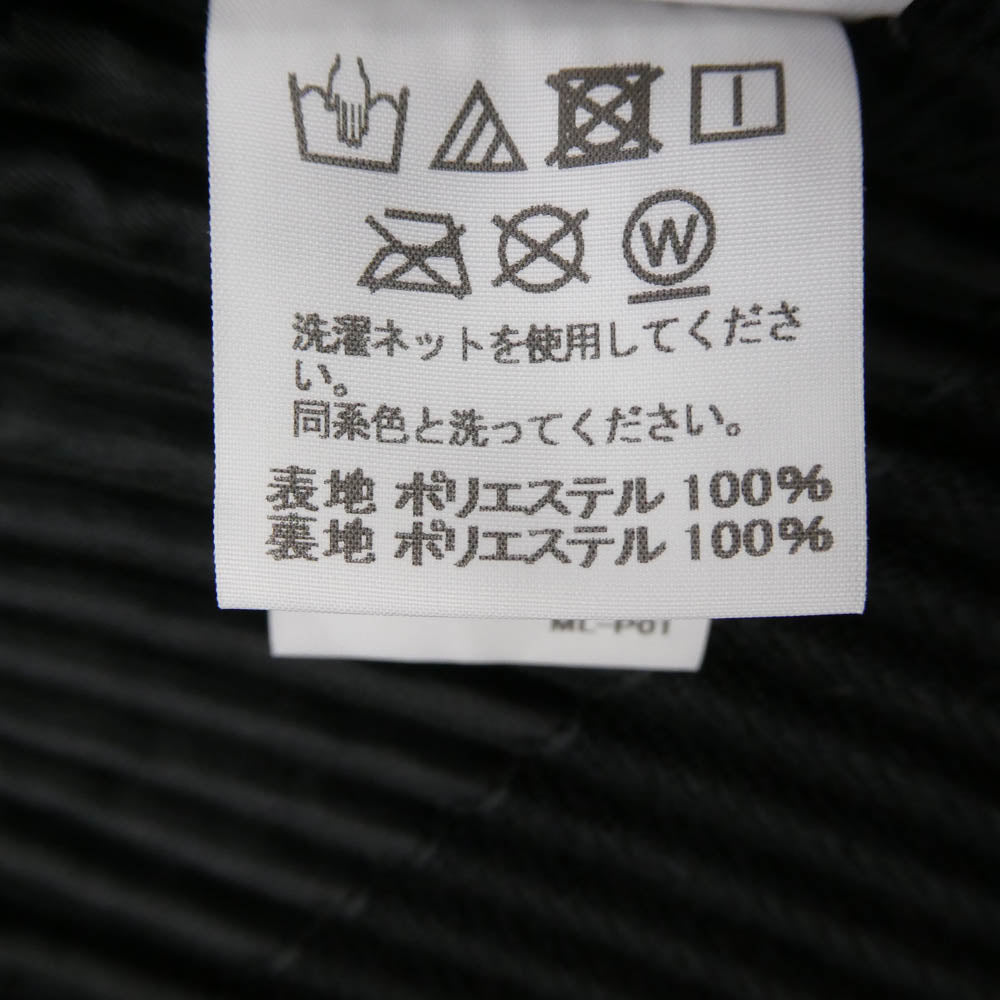 W
洗濯ネットを使用してくださ
い。
同系色と洗ってください。
表地 ポリエステル 100%
裏地 ポリエステル 100%
ML-P01